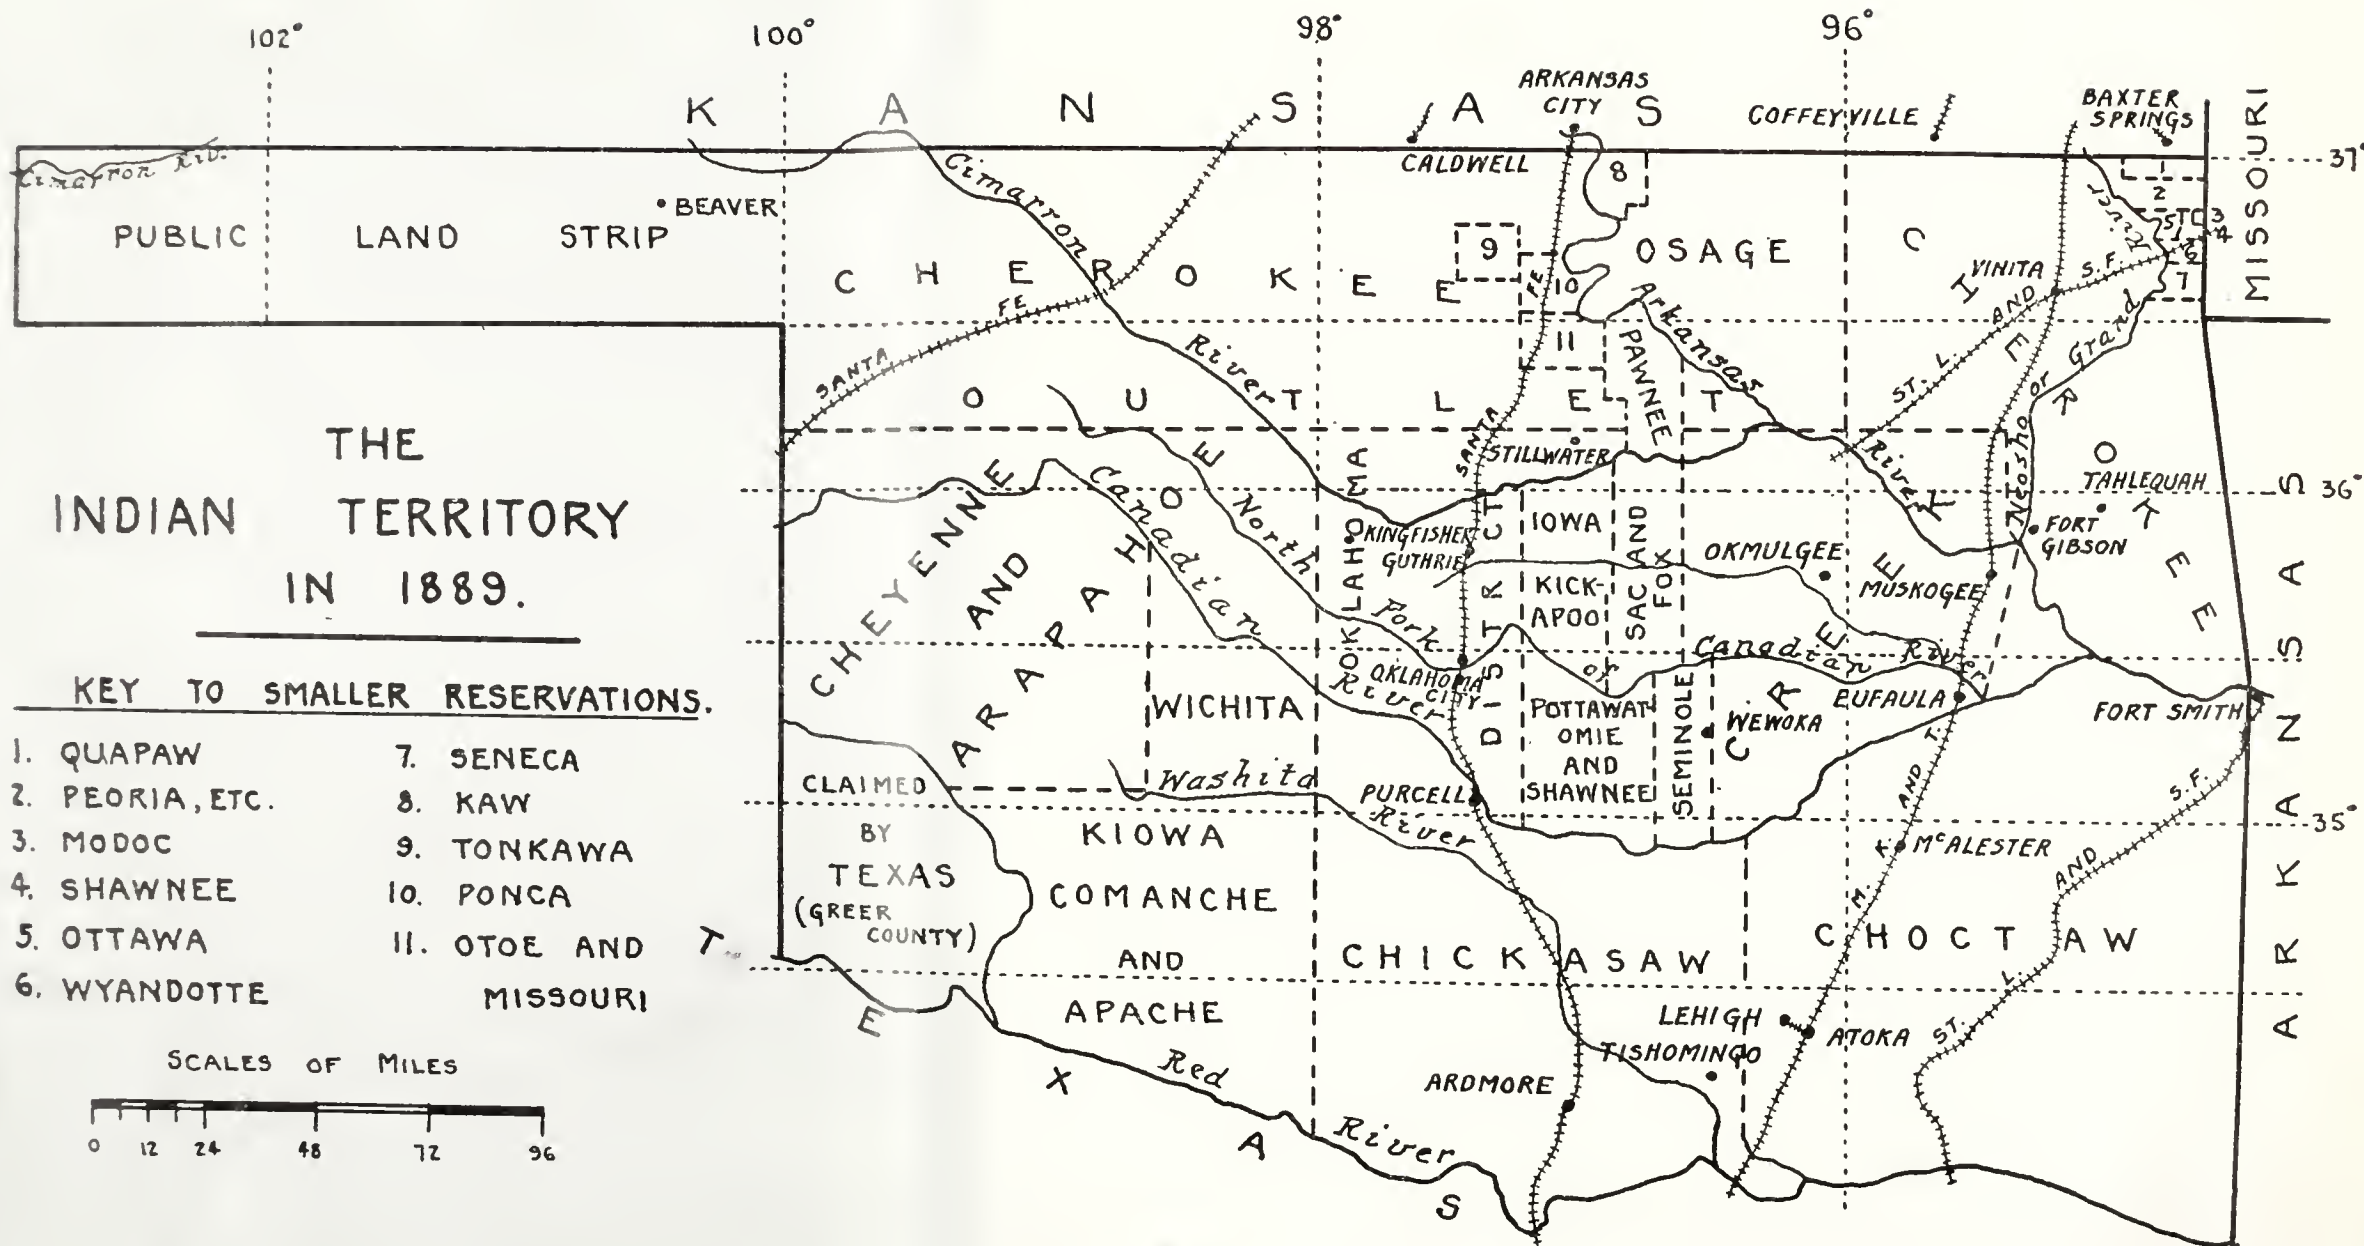 102° 100° 98° 96°
K A N S A S
ARKANSAS
CITY
COFFEYVILLE
BAXTER
SPRINGS
MISSOURI
37°
Cimarron Riv.
CALDWELL
Cimarron
River
8
2
5 T C 3
1 4
6
7
River
• BEAVER
PUBLIC LAND STRIP
CHEROKEE
OUTLET
9
10
11
OSAGE
PAWNEE
Arkansas
River
VINITA
ST. L. AND S.F.
Neosho or Grand
CHEROKEE
SANTA FE
SANTA FE
THE
INDIAN TERRITORY
IN 1889.
STILLWATER
TAHLEQUAH
36°
CHEYENNE
AND
ARAPAHOE
Canadian
River
North
Fork
of
Canadian River
OKLAHOMA
DISTRICT
KINGFISHER
GUTHRIE
IOWA
KICK-
APOO
SAC AND
FOX
OKMULGEE
MUSKOGEE
FORT
GIBSON
CREEK
WICHITA
OKLAHOMA
CITY
POTTAWAT-
OMIE
AND
SHAWNEE
SEMINOLE
WEWOKA
EUFAULA
FORT SMITH
ARKANSAS
KEY TO SMALLER RESERVATIONS.
1. QUAPAW
2. PEORIA, ETC.
3. MODOC
4. SHAWNEE
5. OTTAWA
6. WYANDOTTE
7. SENECA
8. KAW
9. TONKAWA
10. PONCA
11. OTOE AND
MISSOURI
CLAIMED
BY
TEXAS
(GREER
COUNTY)
Washita
River
PURCELL
35°
KIOWA
COMANCHE
AND
APACHE
CHICKASAW
CHOCTAW
M. K. AND T.
MCALESTER
ST. L. AND S.F.
LEHIGH
ATOKA
TISHOMINGO
ARDMORE
Red
River
TEXAS
SCALES OF MILES
0 12 24 48 72 96